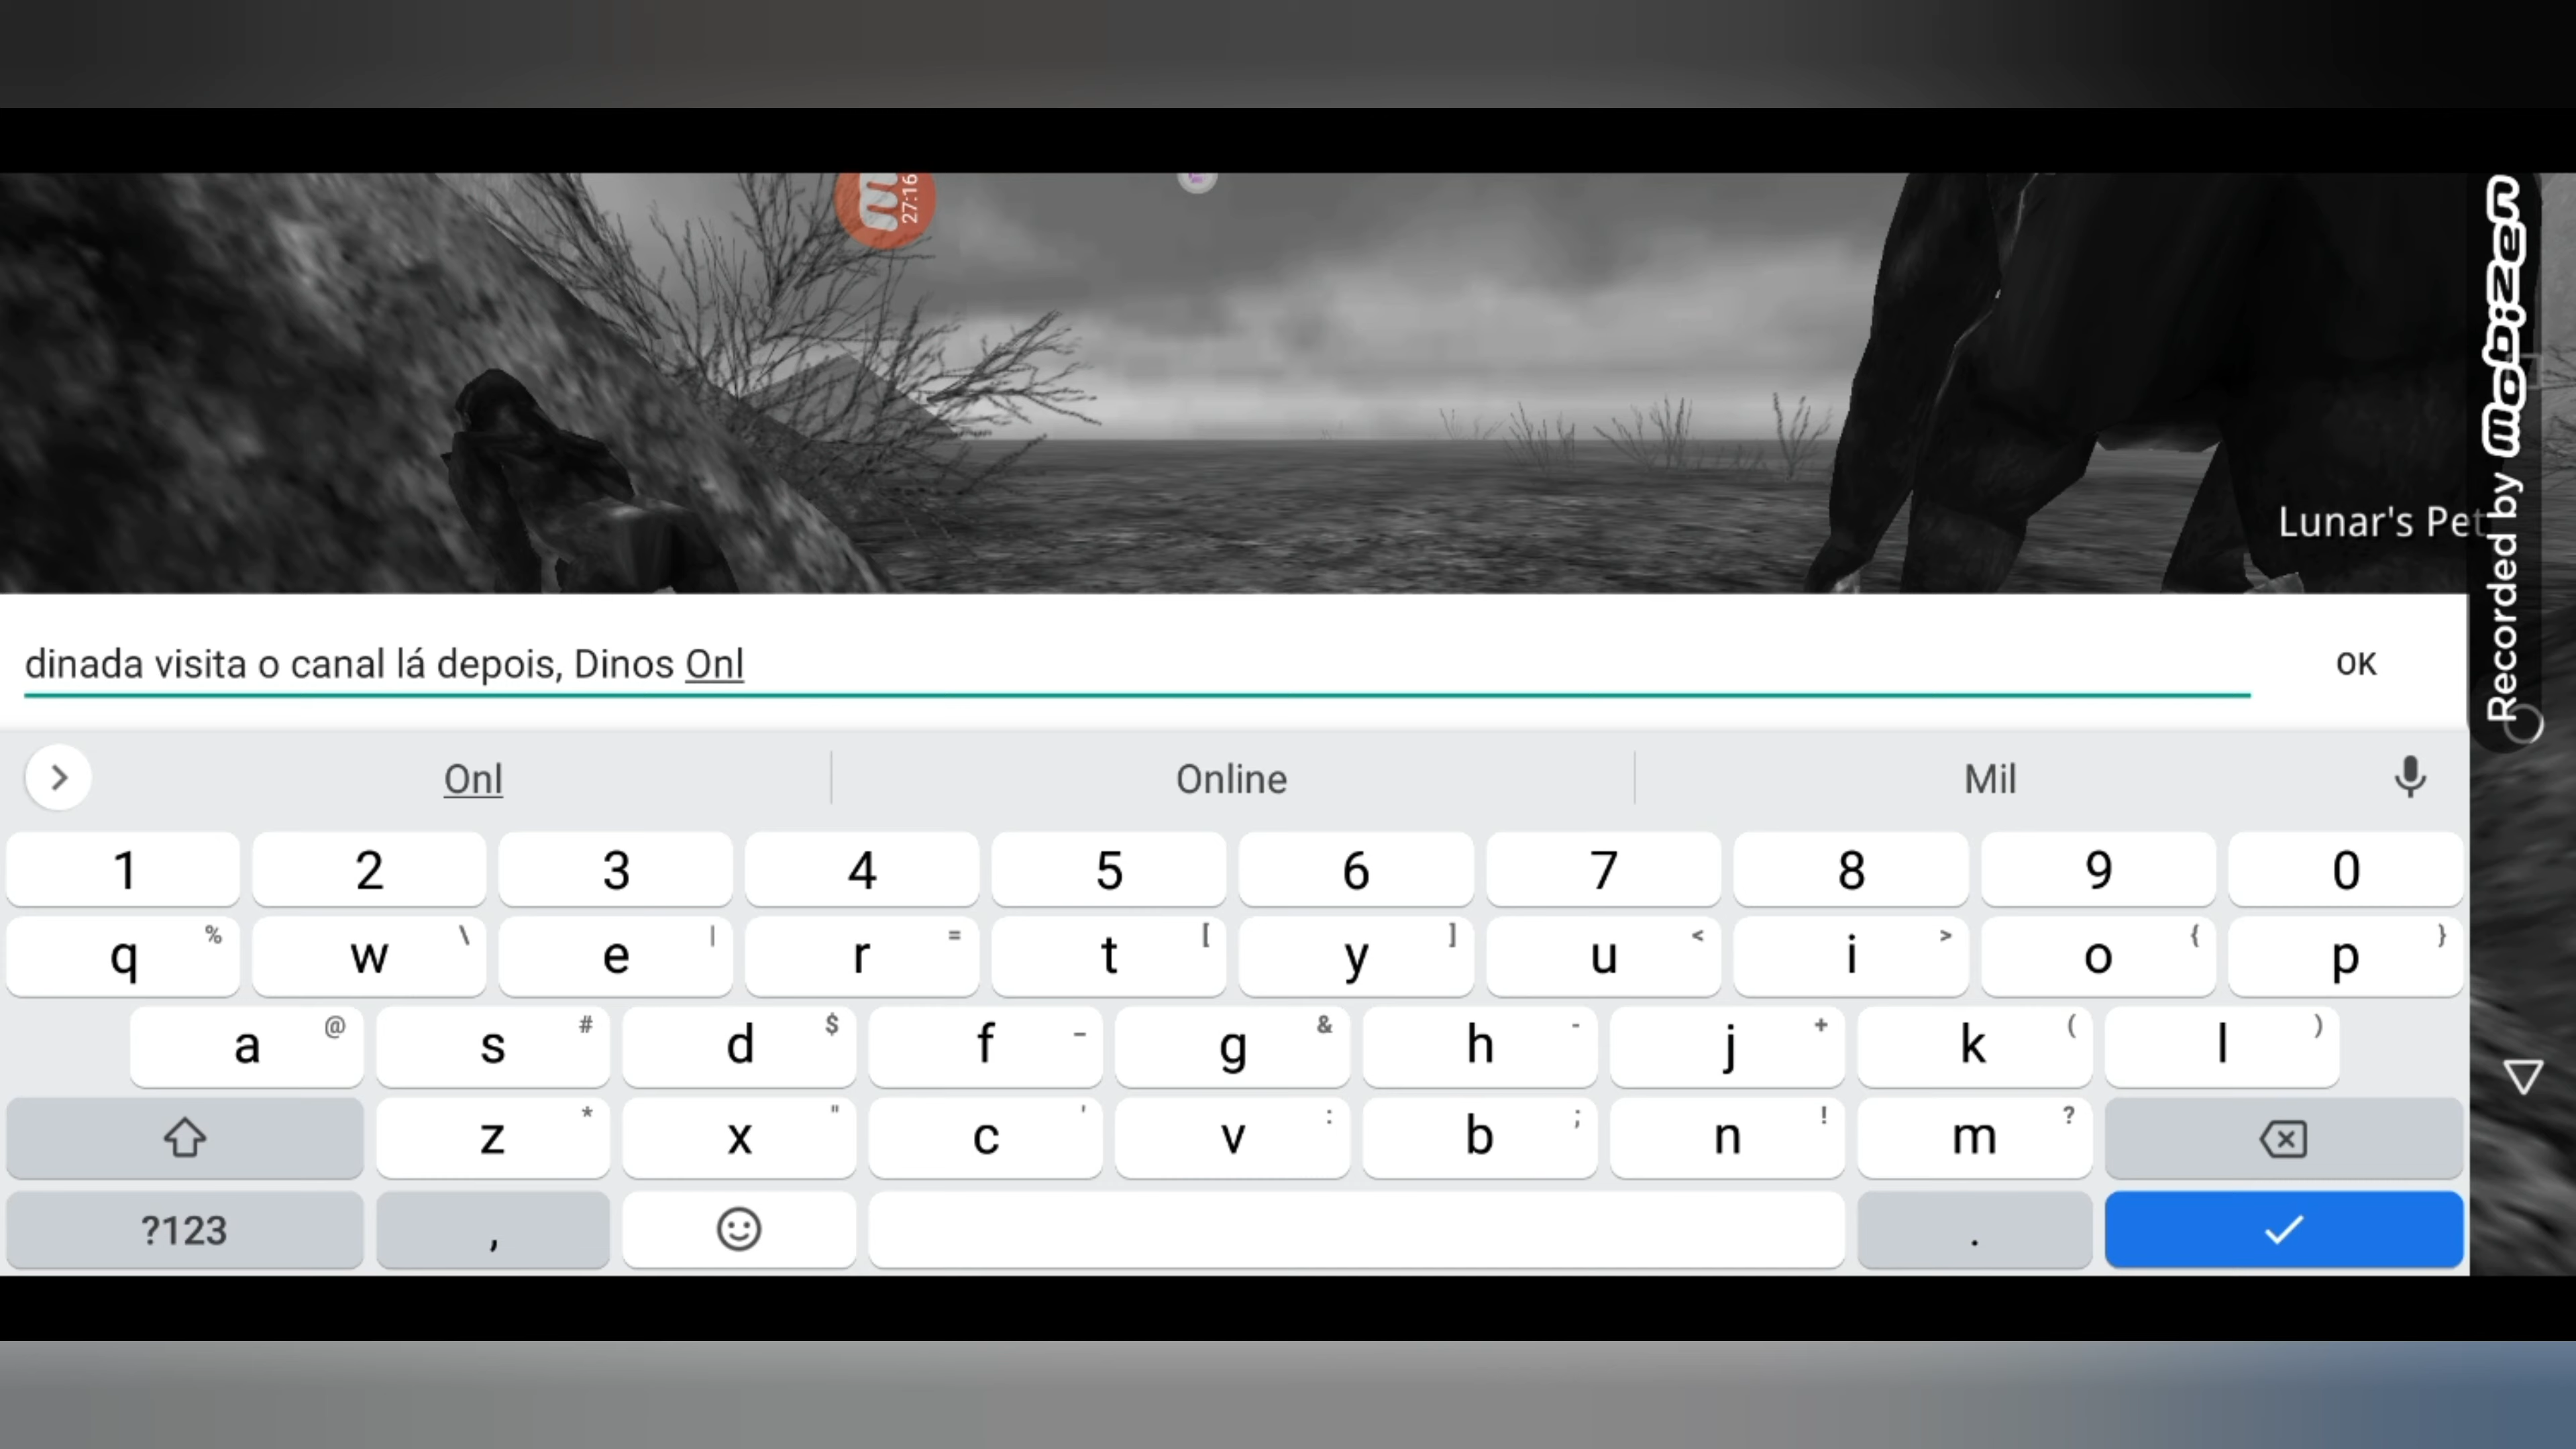 27:16
Recorded by Mobizen
Lunar's Pet
dinada visita o canal lá depois, Dinos Onl
OK
Onl Online Mil
1 2 3 4 5 6 7 8 9 0
q % w \ e | r = t [ y ] u < i > o { p }
a @ s # d $ f _ g & h - j + k ( l )
z * x " c ' v : b ; n ! m ?
?123 , .